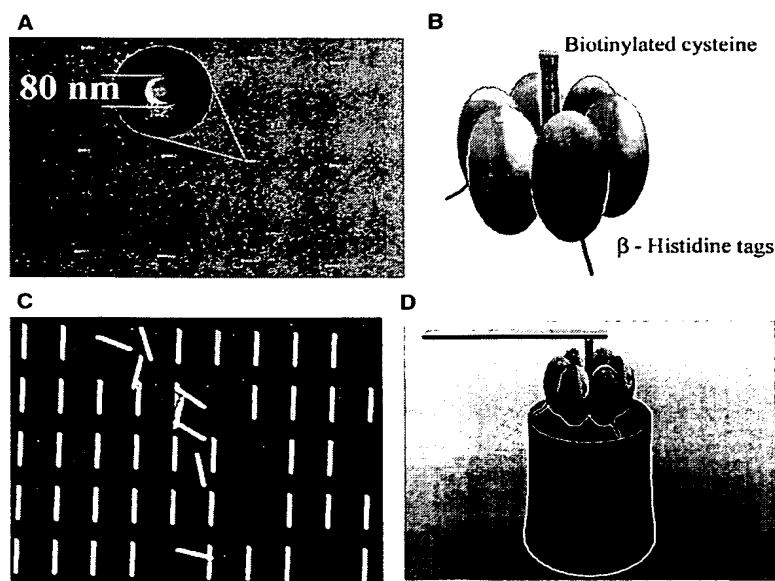 A
80 nm
B
Biotinylated cysteine
β - Histidine tags
C
D